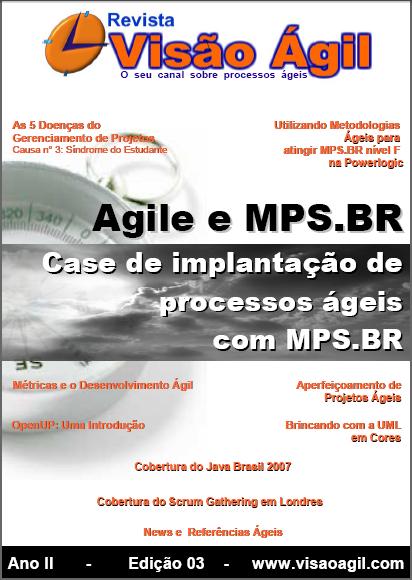 Revista
Visão Ágil
O seu canal sobre processos ágeis
As 5 Doenças do
Gerenciamento de Projetos
Causa nº 3: Síndrome do Estudante
Utilizando Metodologias
Ágeis para
atingir MPS.BR nível F
na Powerlogic
320 340
Agile e MPS.BR
Case de implantação de
processos ágeis
com MPS.BR
SE
Métricas e o Desenvolvimento Ágil
Aperfeiçoamento de
Projetos Ágeis
OpenUP: Uma Introdução
Brincando com a UML
em Cores
Cobertura do Java Brasil 2007
Cobertura do Scrum Gathering em Londres
News e Referências Ágeis
Ano II - Edição 03 - www.visaoagil.com